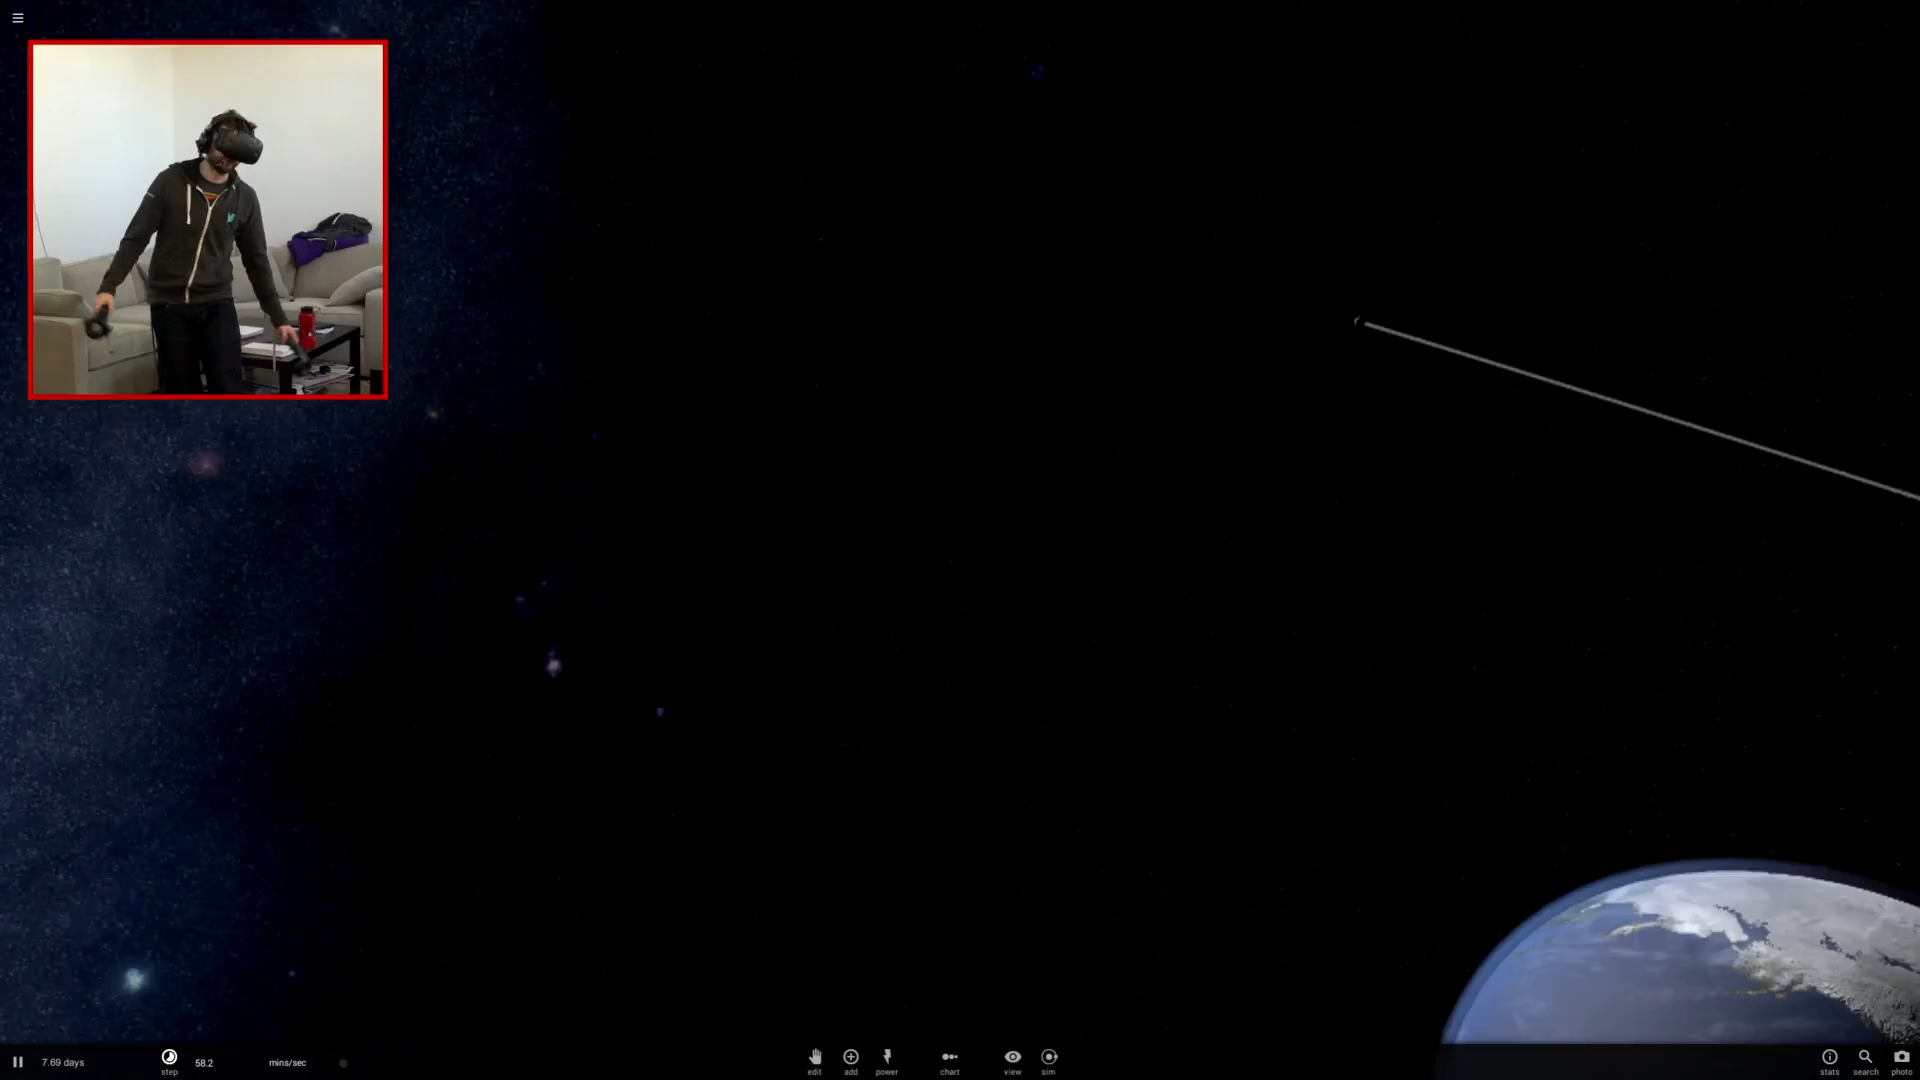 7.69 days
step
58.2
mins/sec
edit
add
power
chart
view
sim
stats
search
photo